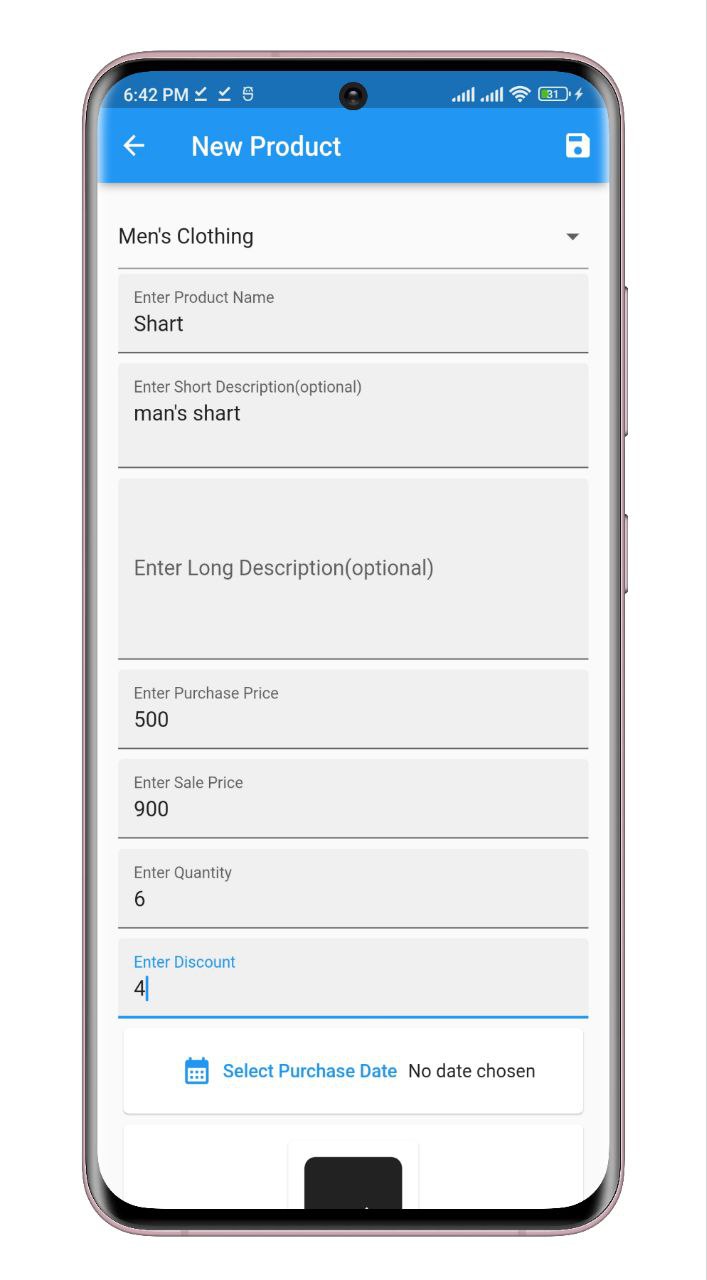 6:42 PM
31
New Product
Men's Clothing
Enter Product Name
Shart
Enter Short Description(optional)
man's shart
Enter Long Description(optional)
Enter Purchase Price
500
Enter Sale Price
900
Enter Quantity
6
Enter Discount
4
Select Purchase Date No date chosen